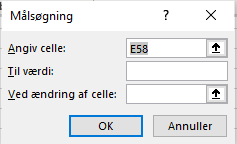 Målsøgning ? ×
Angiv celle: E58
Til værdi:
Ved ændring af celle:
OK Annuller